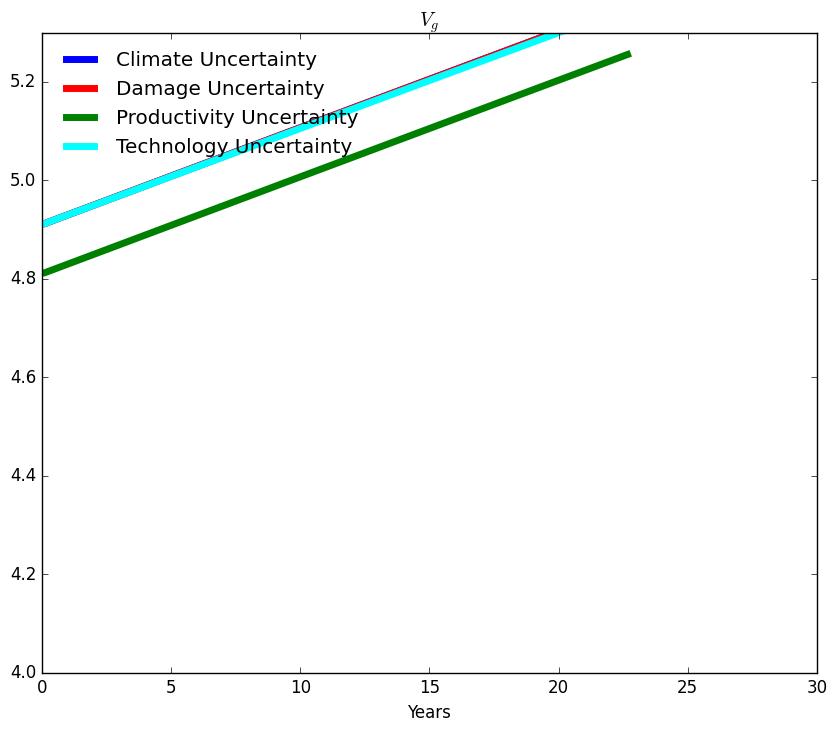 V_g
Climate Uncertainty
Damage Uncertainty
Productivity Uncertainty
Technology Uncertainty
5.2
5.0
4.8
4.6
4.4
4.2
4.0
0 5 10 15 20 25 30
Years